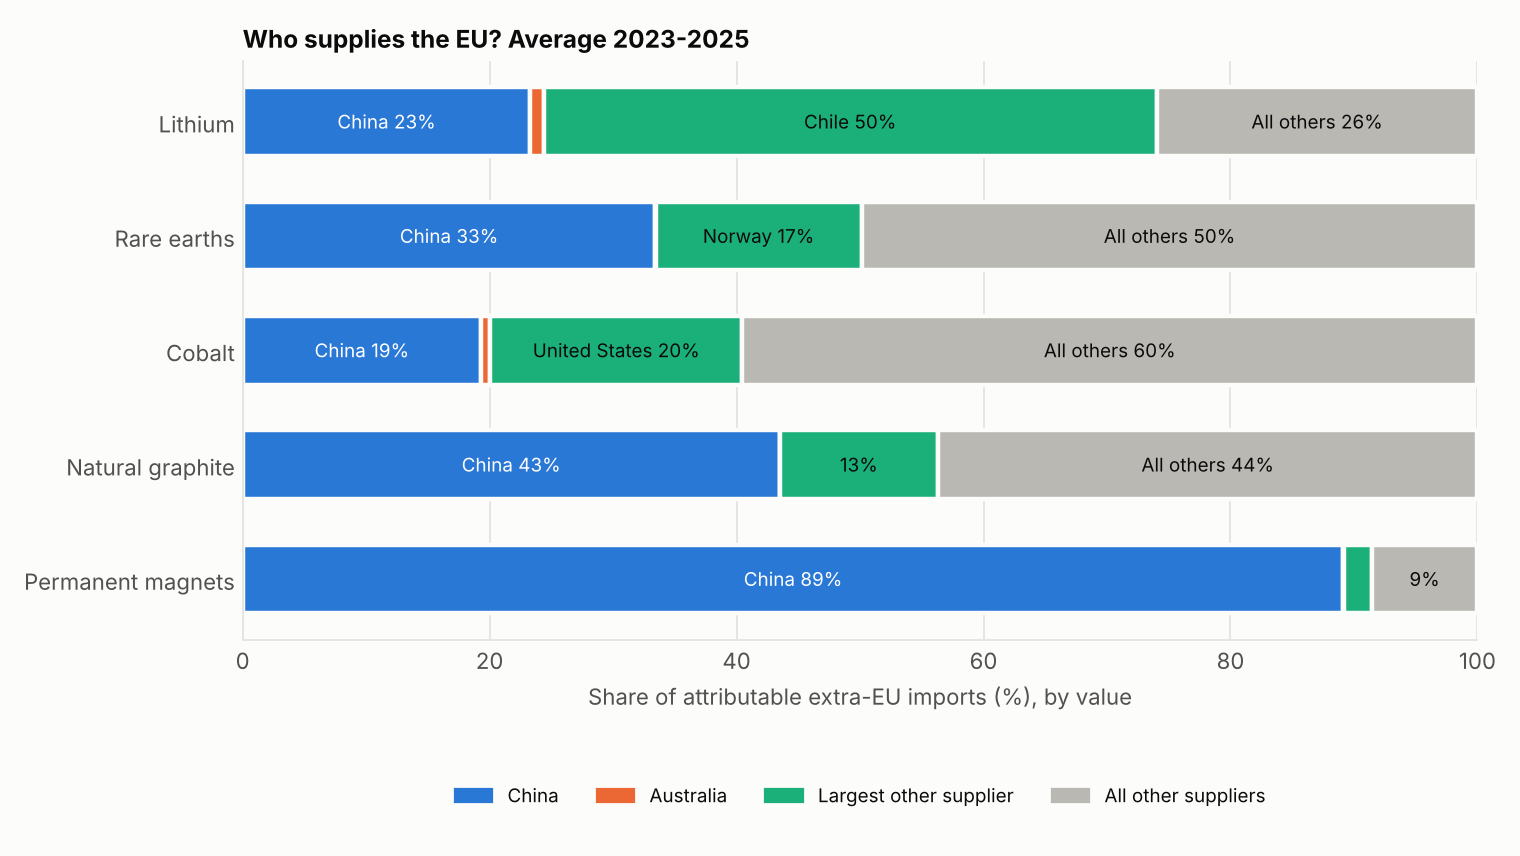 Who supplies the EU? Average 2023-2025
Lithium
China 23%
Chile 50%
All others 26%
Rare earths
China 33%
Norway 17%
All others 50%
Cobalt
China 19%
United States 20%
All others 60%
Natural graphite
China 43%
13%
All others 44%
Permanent magnets
China 89%
9%
0 20 40 60 80 100
Share of attributable extra-EU imports (%), by value
China
Australia
Largest other supplier
All other suppliers